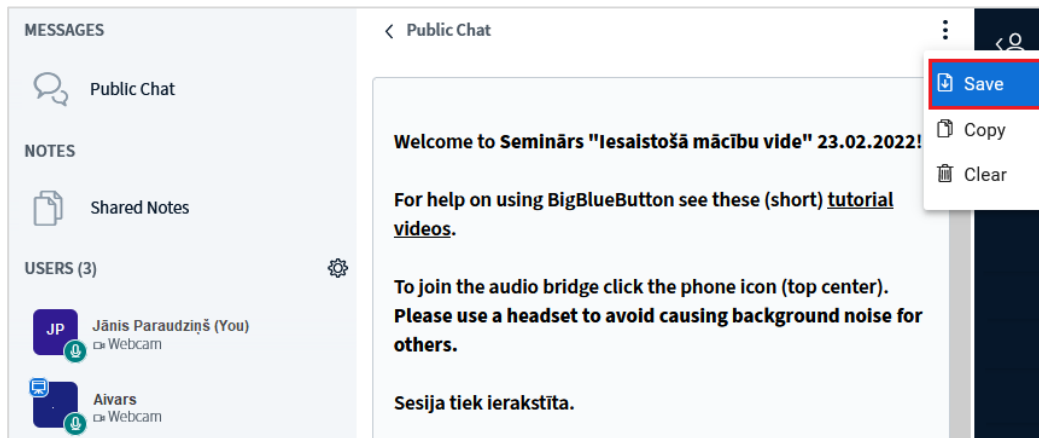 MESSAGES
Public Chat
NOTES
Shared Notes
USERS (3)
JP
Jānis Paraudziņš (You)
Webcam
Aivars
Webcam
Public Chat
Save
Copy
Clear
Welcome to Seminārs "Iesaistošā mācību vide" 23.02.2022!
For help on using BigBlueButton see these (short) tutorial
videos.
To join the audio bridge click the phone icon (top center).
Please use a headset to avoid causing background noise for
others.
Sesija tiek ierakstīta.